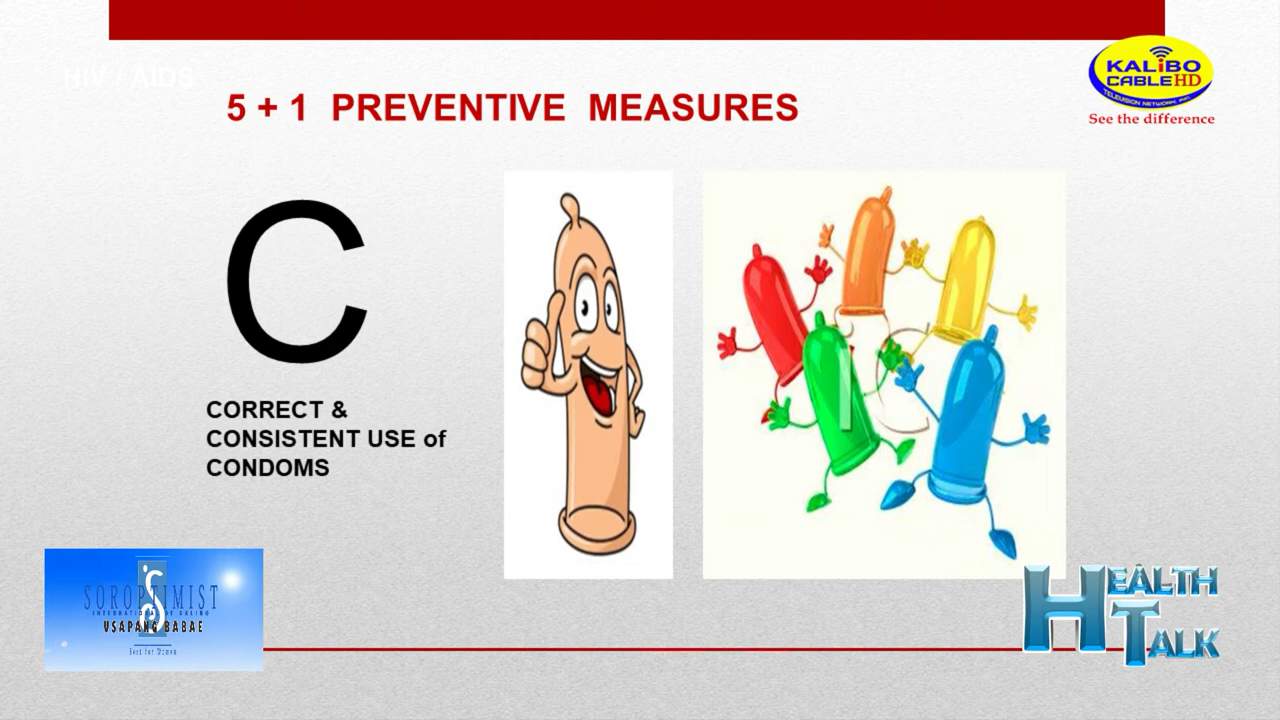 HIV / AIDS
5 + 1 PREVENTIVE MEASURES
KALiBO
CABLE HD
TELEVISION NETWORK, INC.
See the difference
C
CORRECT &
CONSISTENT USE of
CONDOMS
SOROPTIMIST
INTERNATIONAL OF KALIBO
USAPANG BABAE
Best for Women
HEALTH
TALK